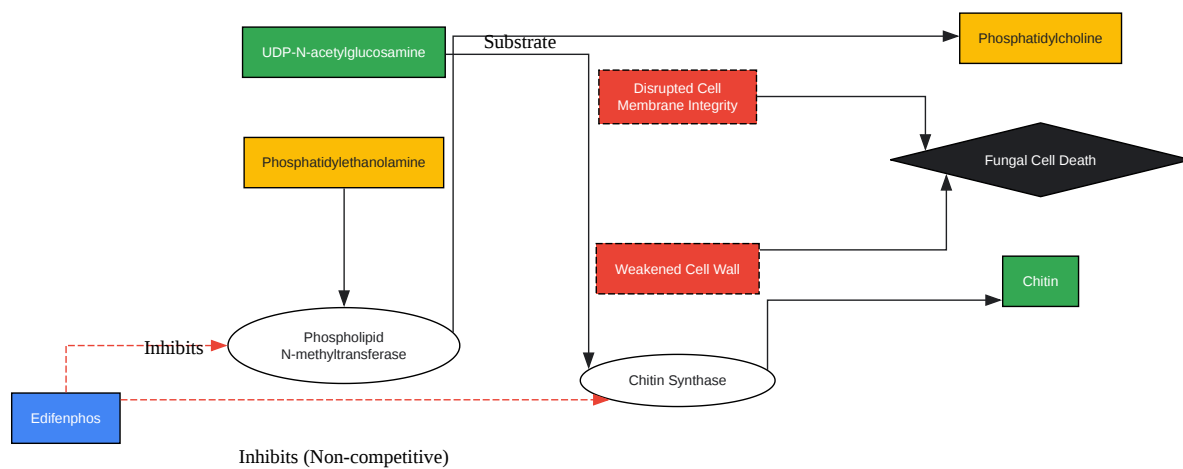 UDP-N-acetylglucosamine
Substrate
Phosphatidylcholine
Disrupted Cell
Membrane Integrity
Phosphatidylethanolamine
Fungal Cell Death
Weakened Cell Wall
Chitin
Phospholipid
N-methyltransferase
Inhibits
Chitin Synthase
Edifenphos
Inhibits (Non-competitive)